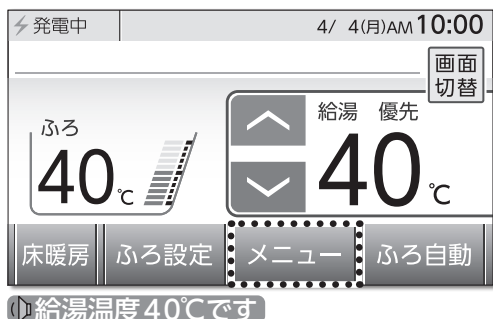 発電中 4/ 4(月)AM10:00
画面
切替
ふろ 給湯 優先
40℃ 40℃
床暖房 ふろ設定 メニュー ふろ自動
給湯温度40℃です